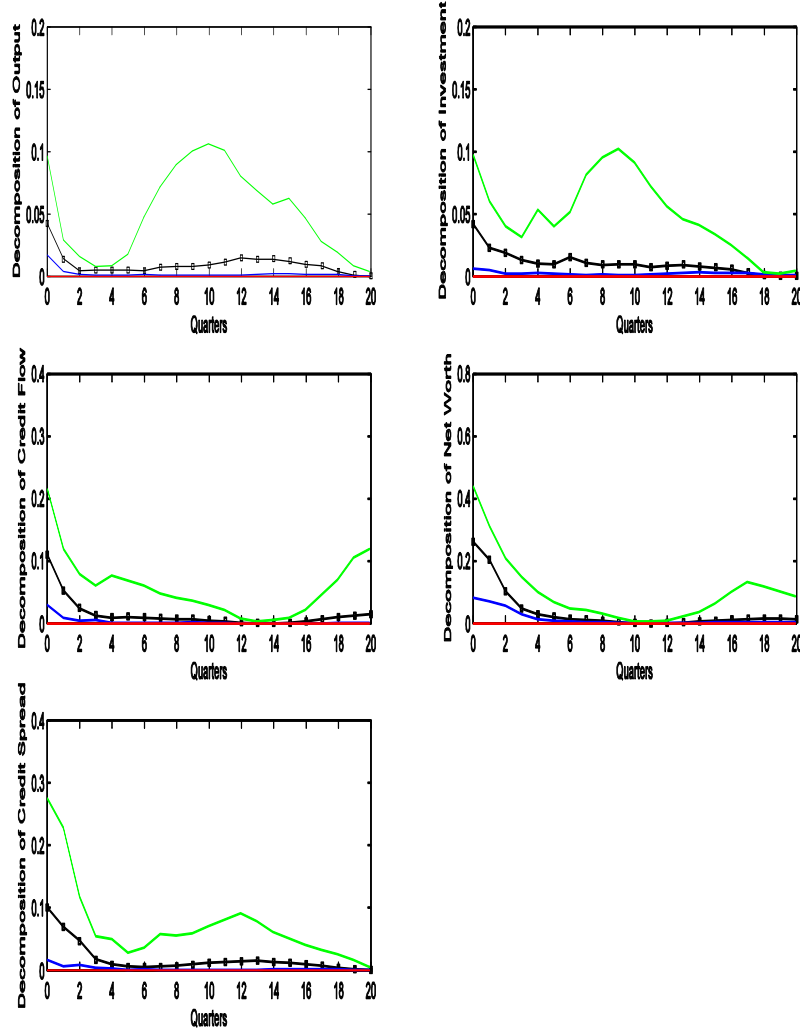 Decomposition of Output
0.2
0.15
0.1
0.05
0
0 2 4 6 8 10 12 14 16 18 20
Quarters
Decomposition of Investment
0.2
0.15
0.1
0.05
0
0 2 4 6 8 10 12 14 16 18 20
Quarters
Decomposition of Credit Flow
0.4
0.3
0.2
0.1
0
0 2 4 6 8 10 12 14 16 18 20
Quarters
Decomposition of Net Worth
0.8
0.6
0.4
0.2
0
0 2 4 6 8 10 12 14 16 18 20
Quarters
Decomposition of Credit Spread
0.4
0.3
0.2
0.1
0
0 2 4 6 8 10 12 14 16 18 20
Quarters